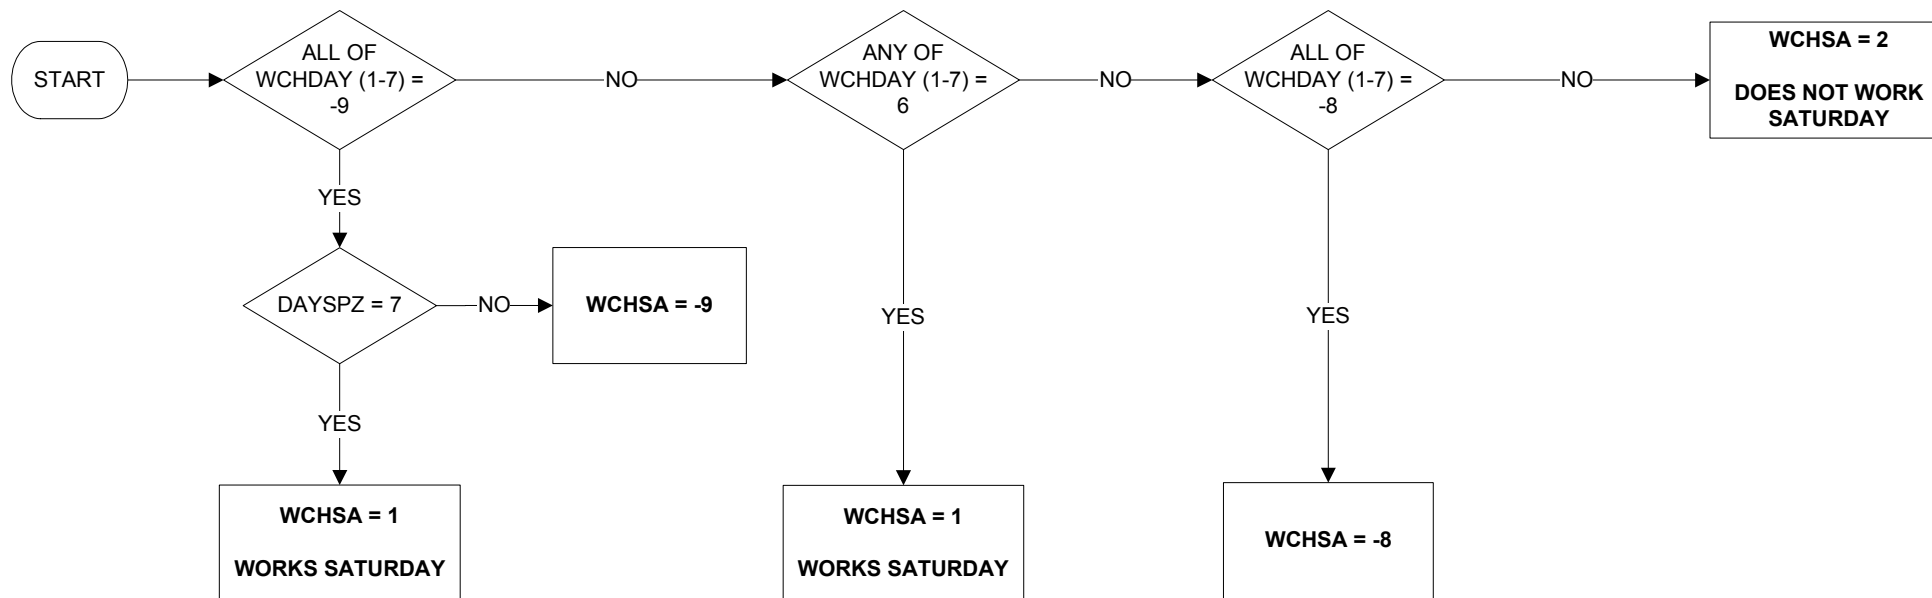 START
ALL OF
WCHDAY (1-7) =
-9
NO
ANY OF
WCHDAY (1-7) =
6
NO
ALL OF
WCHDAY (1-7) =
-8
NO
WCHSA = 2
DOES NOT WORK
SATURDAY
YES
DAYSPZ = 7
NO
WCHSA = -9
YES
YES
YES
WCHSA = 1
WORKS SATURDAY
WCHSA = 1
WORKS SATURDAY
WCHSA = -8